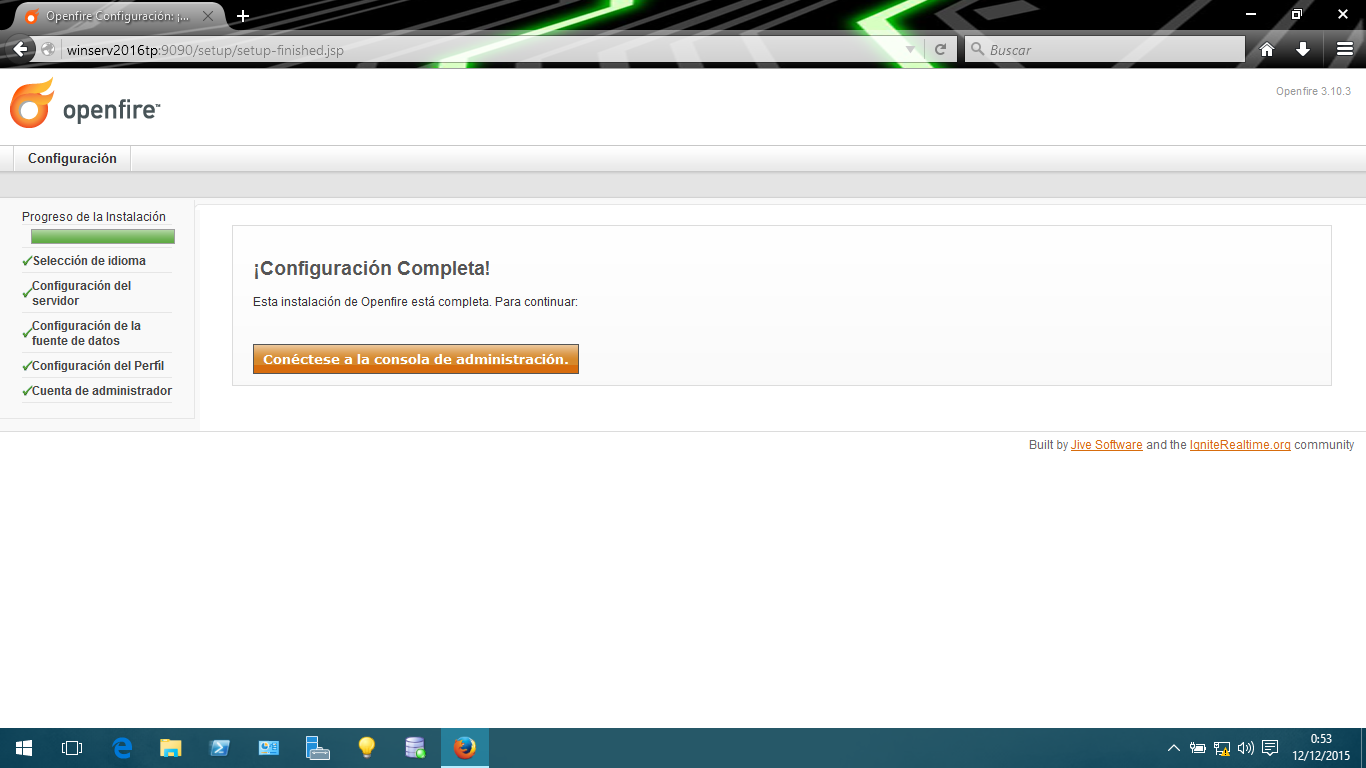 Openfire Configuración: ¡...
winserv2016tp:9090/setup/setup-finished.jsp
Buscar
openfire™
Openfire 3.10.3
Configuración
Progreso de la Instalación
Selección de idioma
Configuración del
servidor
Configuración de la
fuente de datos
Configuración del Perfil
Cuenta de administrador
¡Configuración Completa!
Esta instalación de Openfire está completa. Para continuar:
Conéctese a la consola de administración.
Built by Jive Software and the IgniteRealtime.org community
0:53
12/12/2015